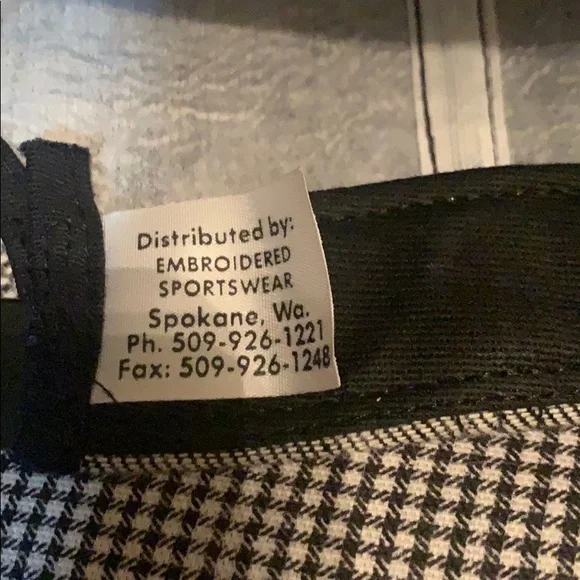 Distributed by:
EMBROIDERED
SPORTSWEAR
Spokane, Wa.
Ph. 509-926-1221
Fax: 509-926-1248